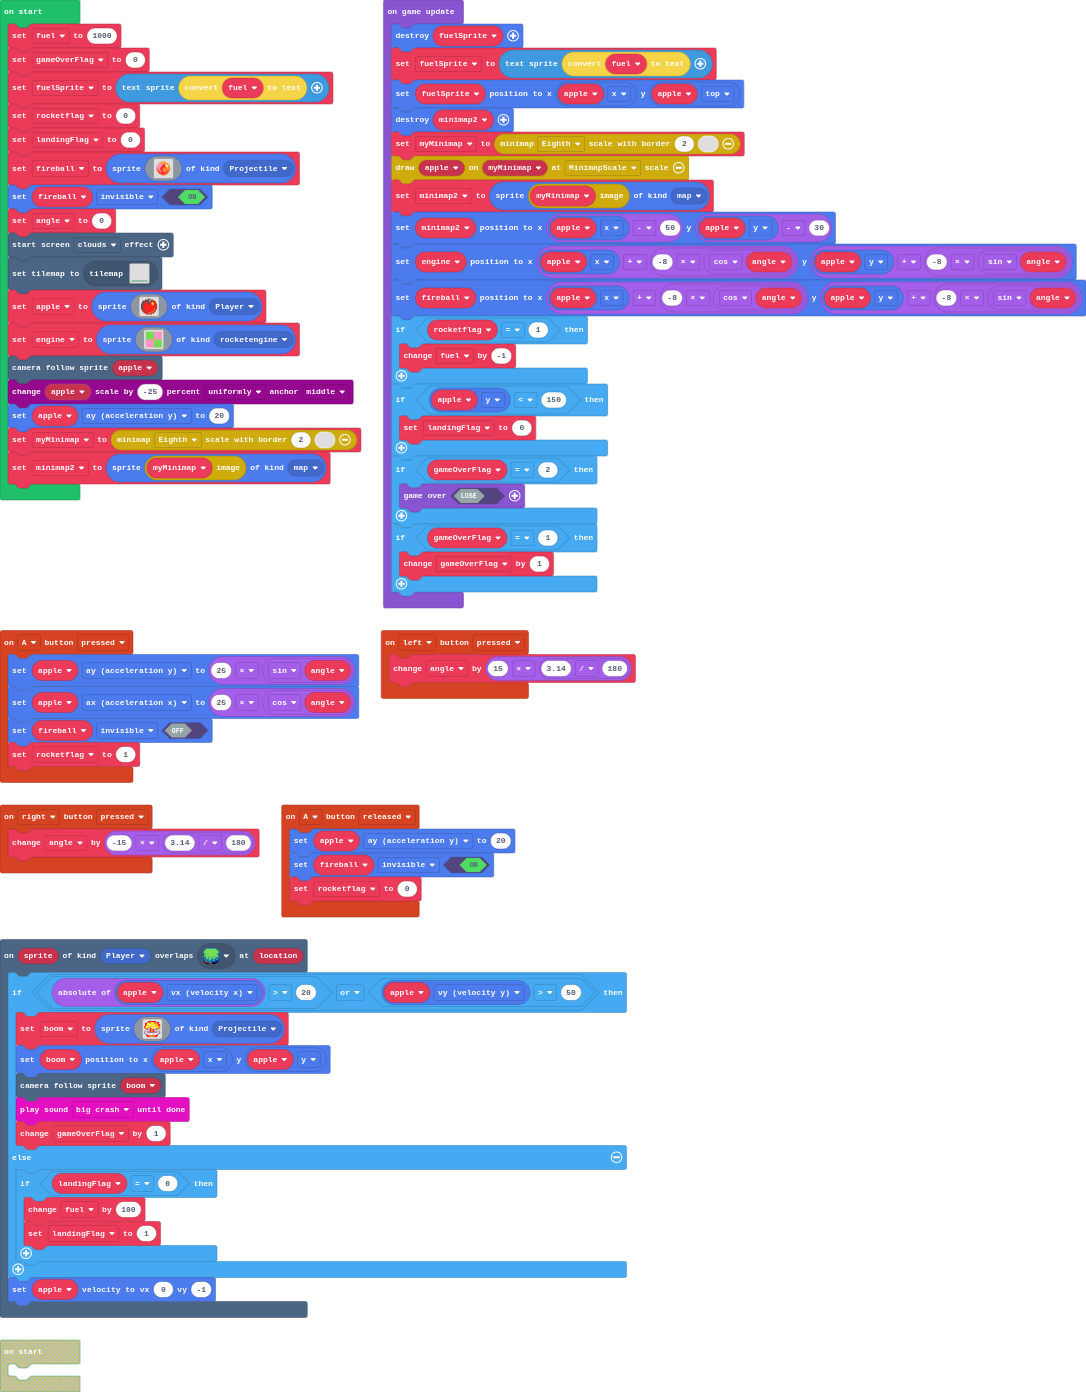 on start
set fuel to 1000
set gameOverFlag to 0
set fuelSprite to text sprite convert fuel to text
set rocketflag to 0
set landingFlag to 0
set fireball to sprite of kind Projectile
set fireball invisible ON
set angle to 0
start screen clouds effect
set tilemap to tilemap
set apple to sprite of kind Player
set engine to sprite of kind rocketengine
camera follow sprite apple
change apple scale by -25 percent uniformly anchor middle
set apple ay (acceleration y) to 20
set myMinimap to minimap Eighth scale with border 2
set minimap2 to sprite myMinimap image of kind map
on game update
destroy fuelSprite
set fuelSprite to text sprite convert fuel to text
set fuelSprite position to x apple x y apple top
destroy minimap2
set myMinimap to minimap Eighth scale with border 2
draw apple on myMinimap at MinimapScale scale
set minimap2 to sprite myMinimap image of kind map
set minimap2 position to x apple x - 50 y apple y - 30
set engine position to x apple x + -8 × cos angle y apple y + -8 × sin angle
set fireball position to x apple x + -8 × cos angle y apple y + -8 × sin angle
if rocketflag = 1 then
change fuel by -1
if apple y < 150 then
set landingFlag to 0
if gameOverFlag = 2 then
game over LOSE
if gameOverFlag = 1 then
change gameOverFlag by 1
on A button pressed
set apple ay (acceleration y) to 25 × sin angle
set apple ax (acceleration x) to 25 × cos angle
set fireball invisible OFF
set rocketflag to 1
on left button pressed
change angle by 15 × 3.14 / 180
on right button pressed
change angle by -15 × 3.14 / 180
on A button released
set apple ay (acceleration y) to 20
set fireball invisible ON
set rocketflag to 0
on sprite of kind Player overlaps at location
if absolute of apple vx (velocity x) > 20 or apple vy (velocity y) > 50 then
set boom to sprite of kind Projectile
set boom position to x apple x y apple y
camera follow sprite boom
play sound big crash until done
change gameOverFlag by 1
else
if landingFlag = 0 then
change fuel by 100
set landingFlag to 1
set apple velocity to vx 0 vy -1
on start